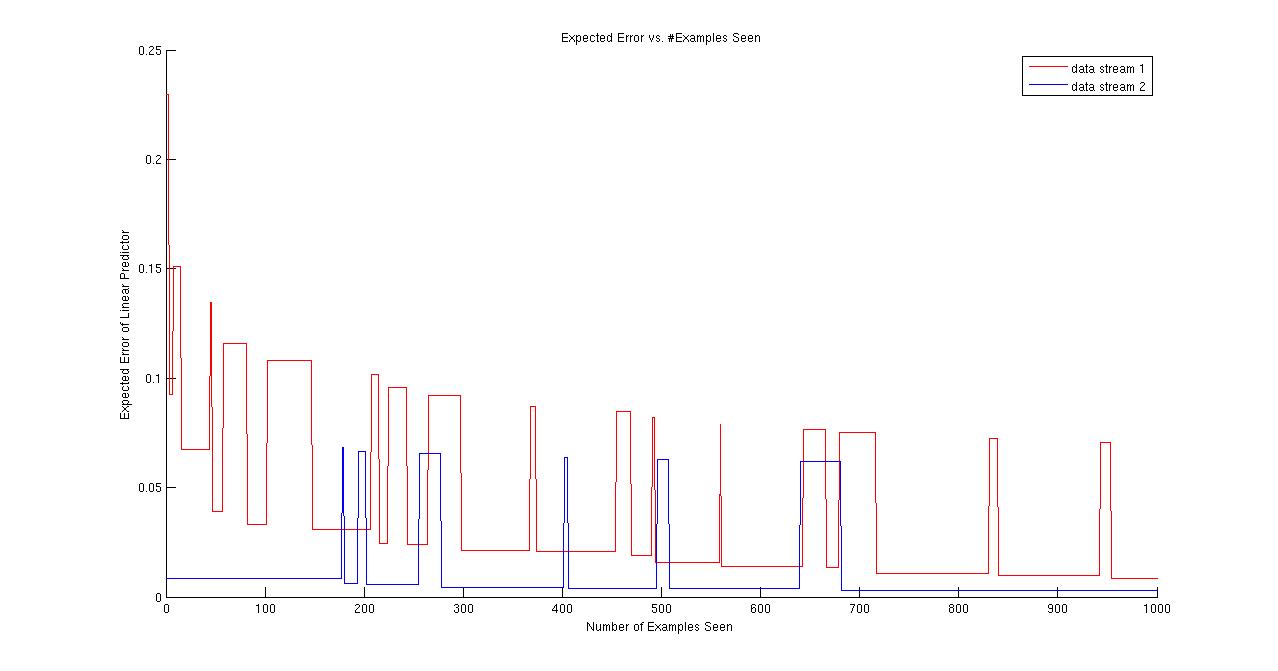 Expected Error vs. #Examples Seen
data stream 1
data stream 2
Expected Error of Linear Predictor
0.25
0.2
0.15
0.1
0.05
0
0 100 200 300 400 500 600 700 800 900 1000
Number of Examples Seen